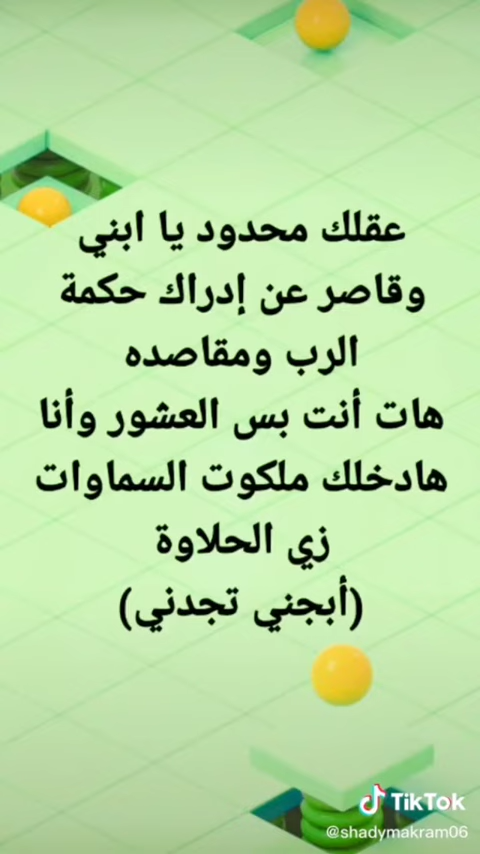 عقلك محدود يا ابني
وقاصر عن إدراك حكمة
الرب ومقاصده
هات أنت بس العشور وأنا
هادخلك ملكوت السماوات
زي الحلاوة
(أبجني تجدني)
TikTok
@shadymakram06